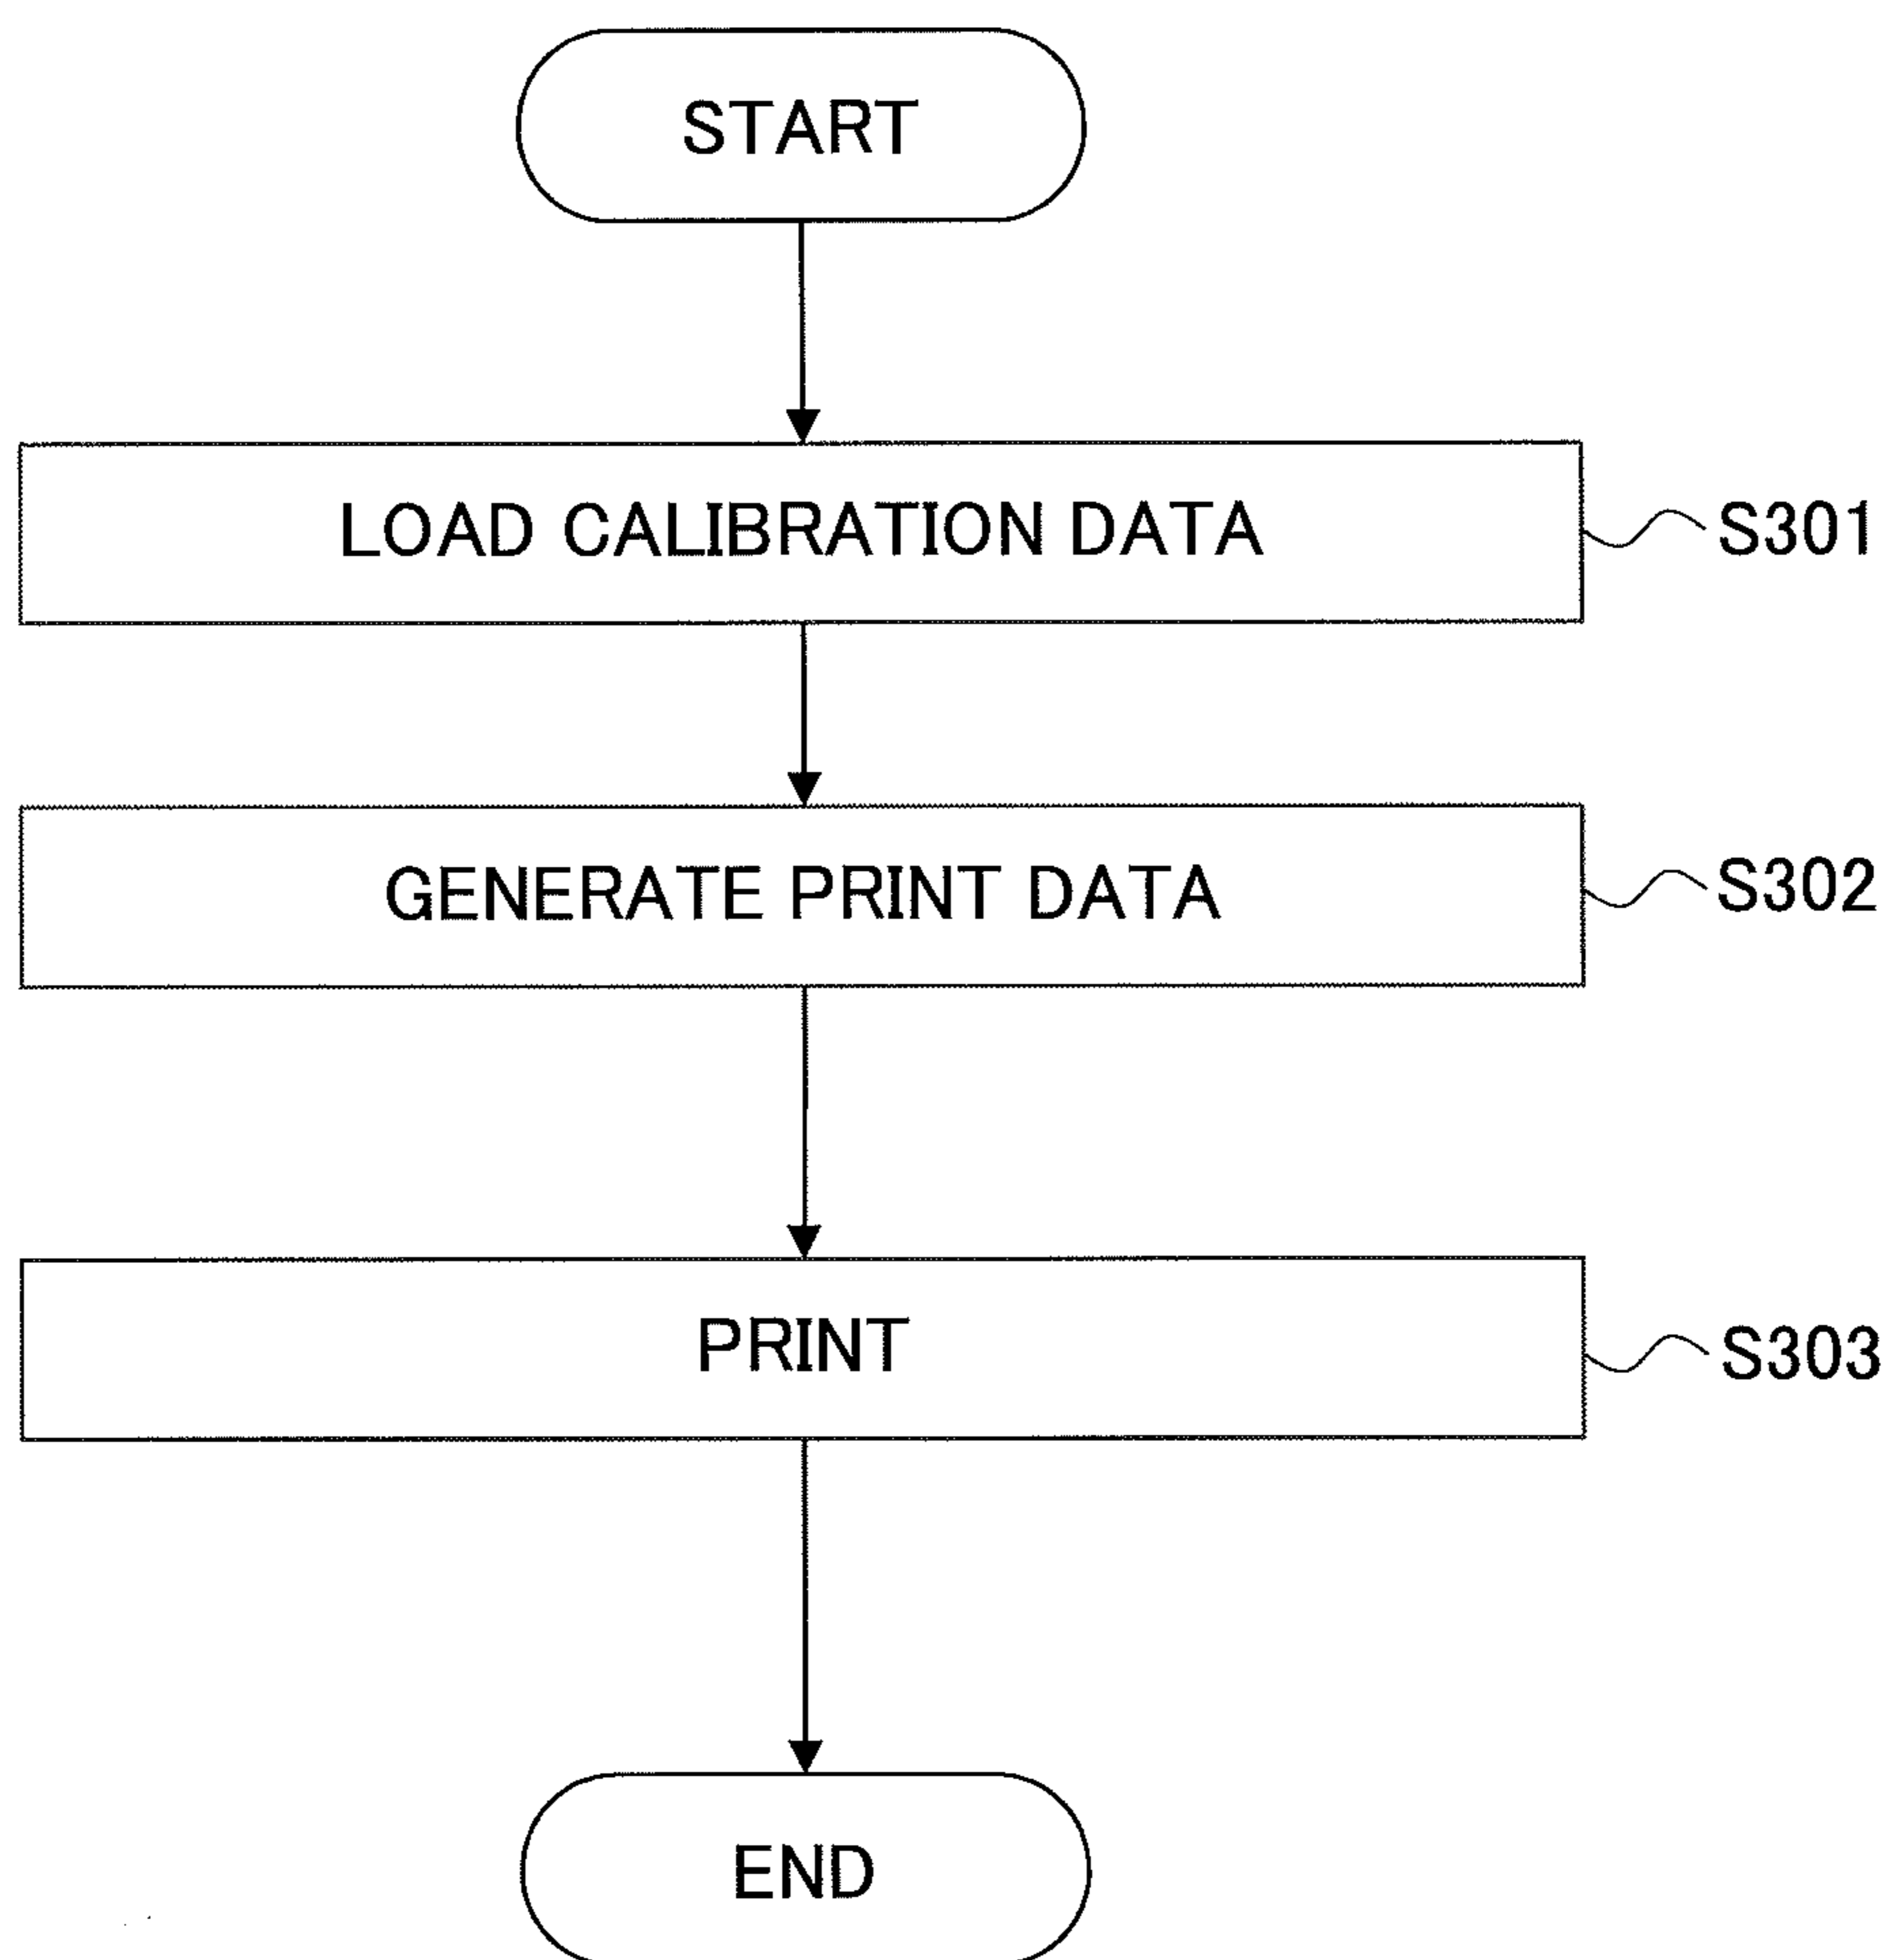 START
LOAD CALIBRATION DATA S301
GENERATE PRINT DATA S302
PRINT S303
END